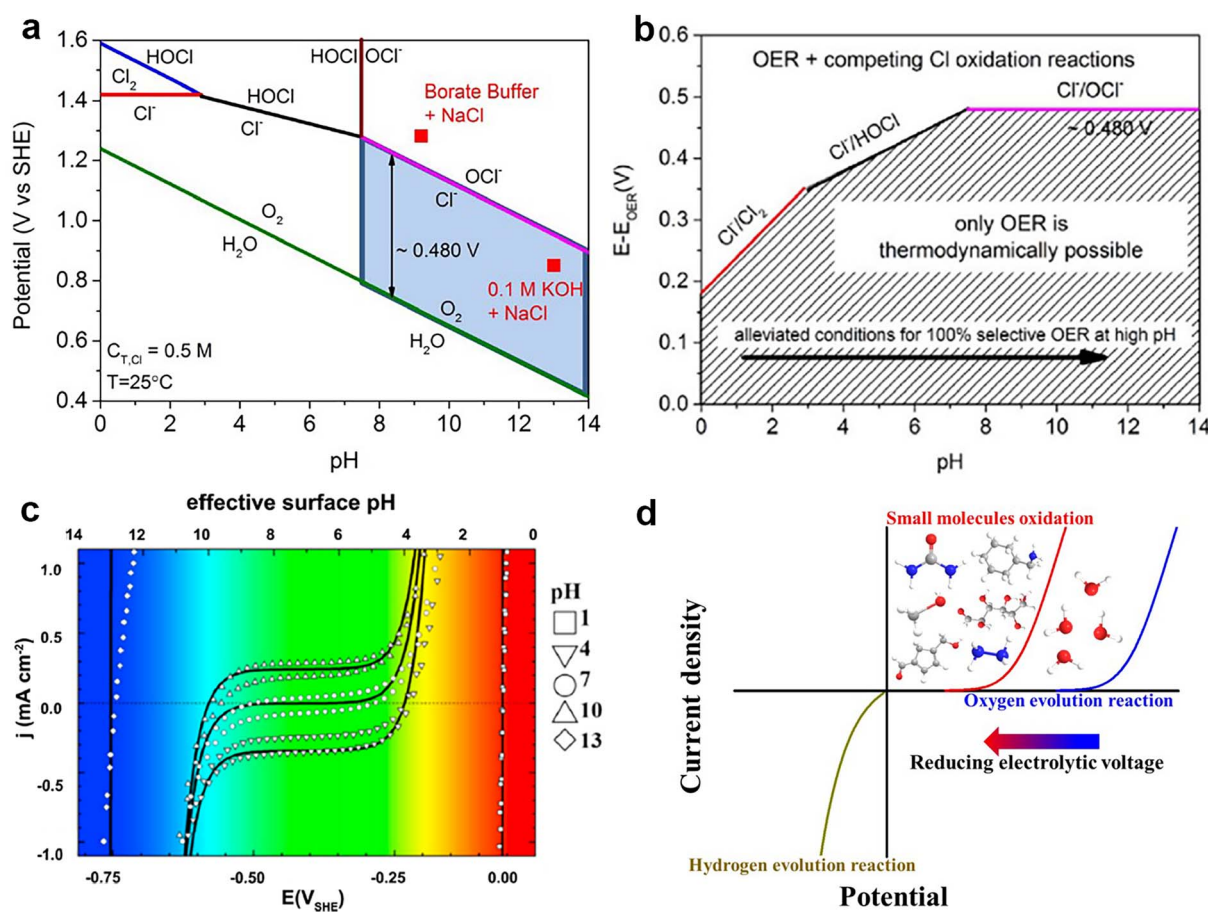 a
1.6
1.4
1.2
1.0
0.8
0.6
0.4
Potential (V vs SHE)
HOCl
Cl₂
Cl⁻
HOCl
Cl⁻
HOCl
OCl⁻
Borate Buffer
+ NaCl
OCl⁻
Cl⁻
O₂
H₂O
~ 0.480 V
0.1 M KOH
+ NaCl
O₂
H₂O
C_T,Cl = 0.5 M
T=25°C
0 2 4 6 8 10 12 14
pH
b
0.6
0.5
0.4
0.3
0.2
0.1
0.0
E-E_OER(V)
OER + competing Cl oxidation reactions
Cl⁻/OCl⁻
~ 0.480 V
Cl⁻/HOCl
Cl⁻/Cl₂
only OER is
thermodynamically possible
alleviated conditions for 100% selective OER at high pH
0 2 4 6 8 10 12 14
pH
c
effective surface pH
14 12 10 8 6 4 2 0
j (mA cm⁻²)
0.5
0.0
-0.5
-1.0
pH
1
4
7
10
13
-0.75 -0.50 -0.25 0.00
E(V_SHE)
d
Small molecules oxidation
Current density
Oxygen evolution reaction
Reducing electrolytic voltage
Hydrogen evolution reaction
Potential